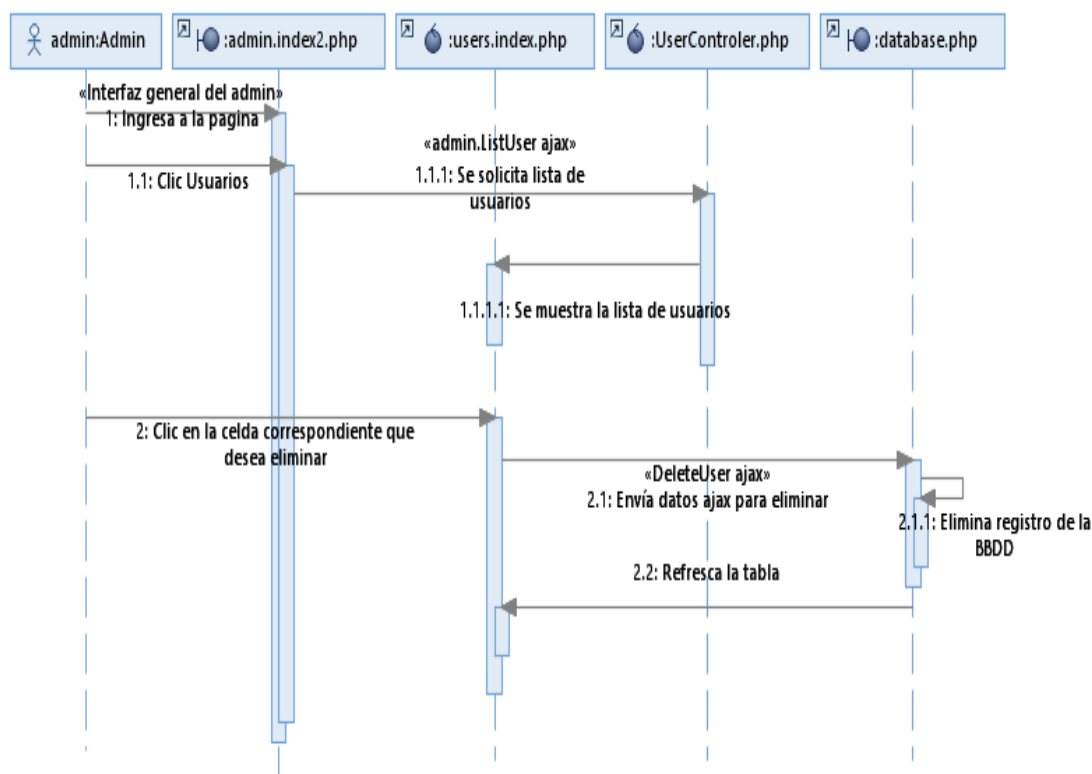 admin:Admin
:admin.index2.php
:users.index.php
:UserControler.php
:database.php
«Interfaz general del admin»
1: Ingresa a la pagina
«admin.ListUser ajax»
1.1: Clic Usuarios
1.1.1: Se solicita lista de
usuarios
1.1.1.1: Se muestra la lista de usuarios
2: Clic en la celda correspondiente que
desea eliminar
«DeleteUser ajax»
2.1: Envía datos ajax para eliminar
2.1.1: Elimina registro de la
BBDD
2.2: Refresca la tabla